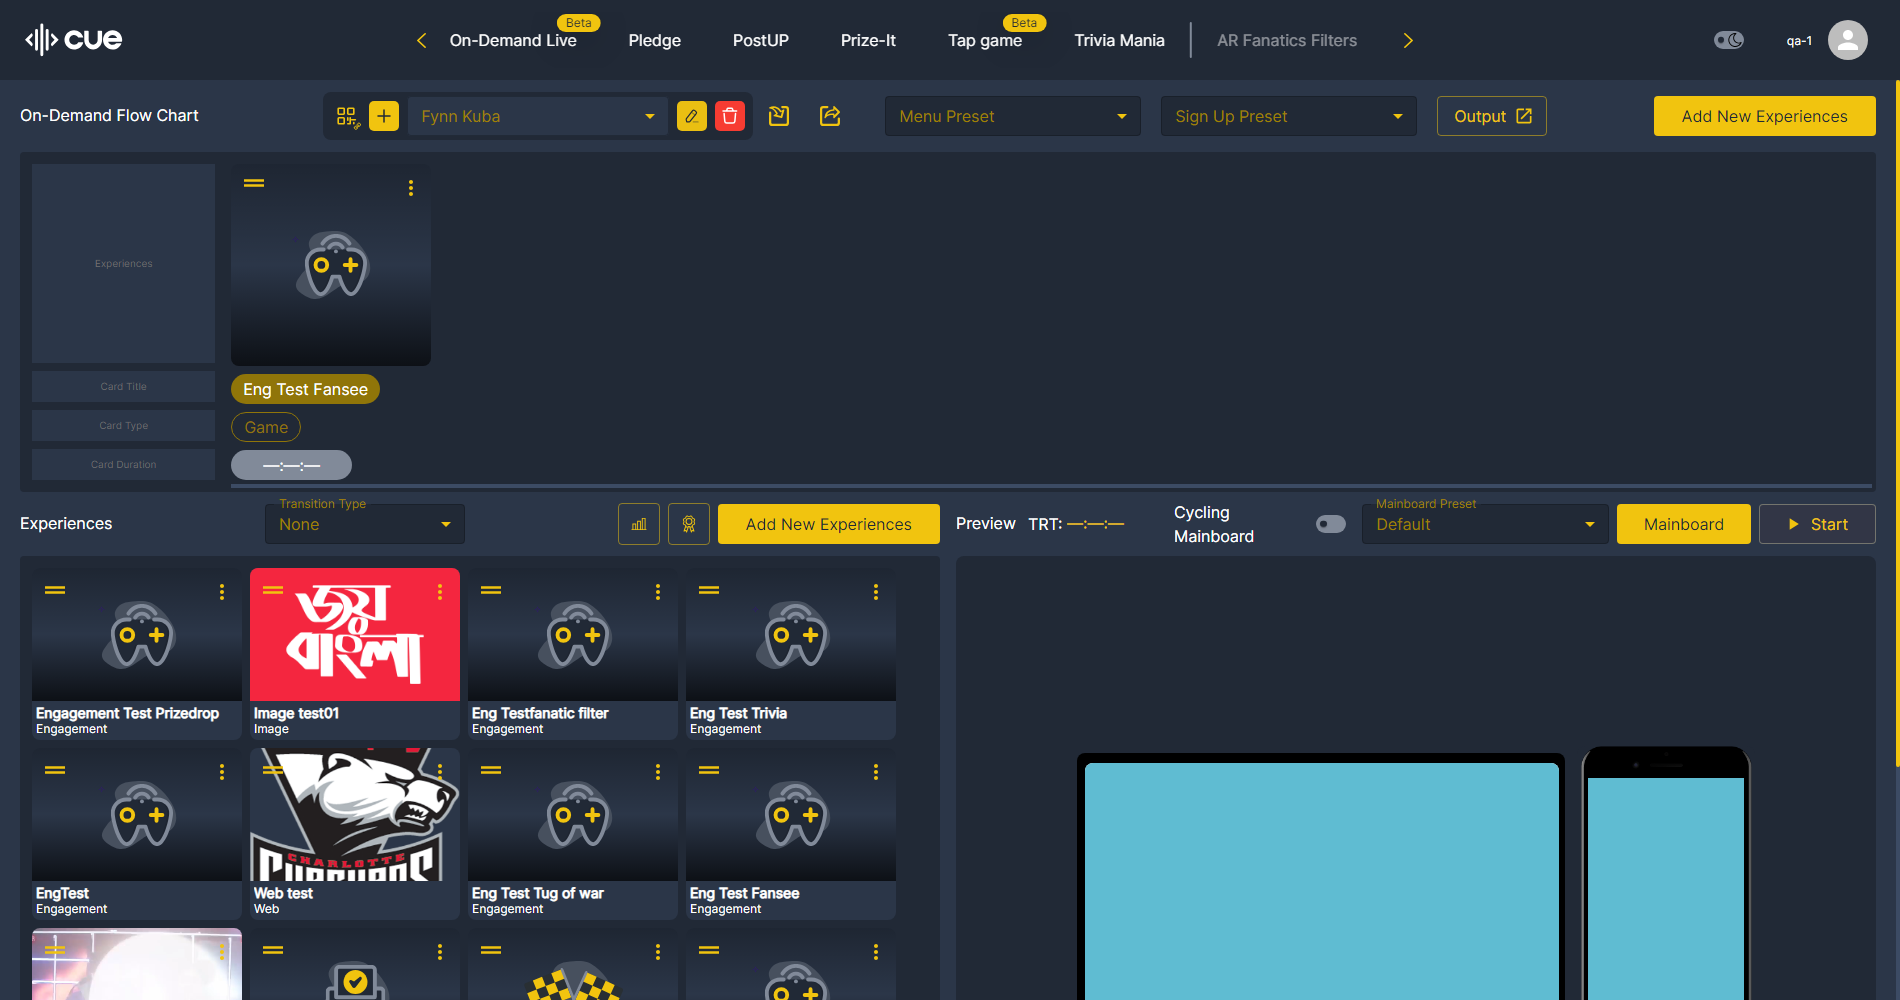 cue
On-Demand Live
Beta
Pledge
PostUP
Prize-It
Tap game
Beta
Trivia Mania
AR Fanatics Filters
qa-1
On-Demand Flow Chart
Fynn Kuba
Menu Preset
Sign Up Preset
Output
Add New Experiences
Experiences
Card Title
Card Type
Card Duration
Eng Test Fansee
Game
—:—:—
Experiences
Transition Type
None
Add New Experiences
Preview
TRT: —:—:—
Cycling
Mainboard
Mainboard Preset
Default
Mainboard
Start
Engagement Test Prizedrop
Engagement
জয়
বাংলা
Image test01
Image
Eng Testfanatic filter
Engagement
Eng Test Trivia
Engagement
EngTest
Engagement
CHARLOTTE
Web test
Web
Eng Test Tug of war
Engagement
Eng Test Fansee
Engagement